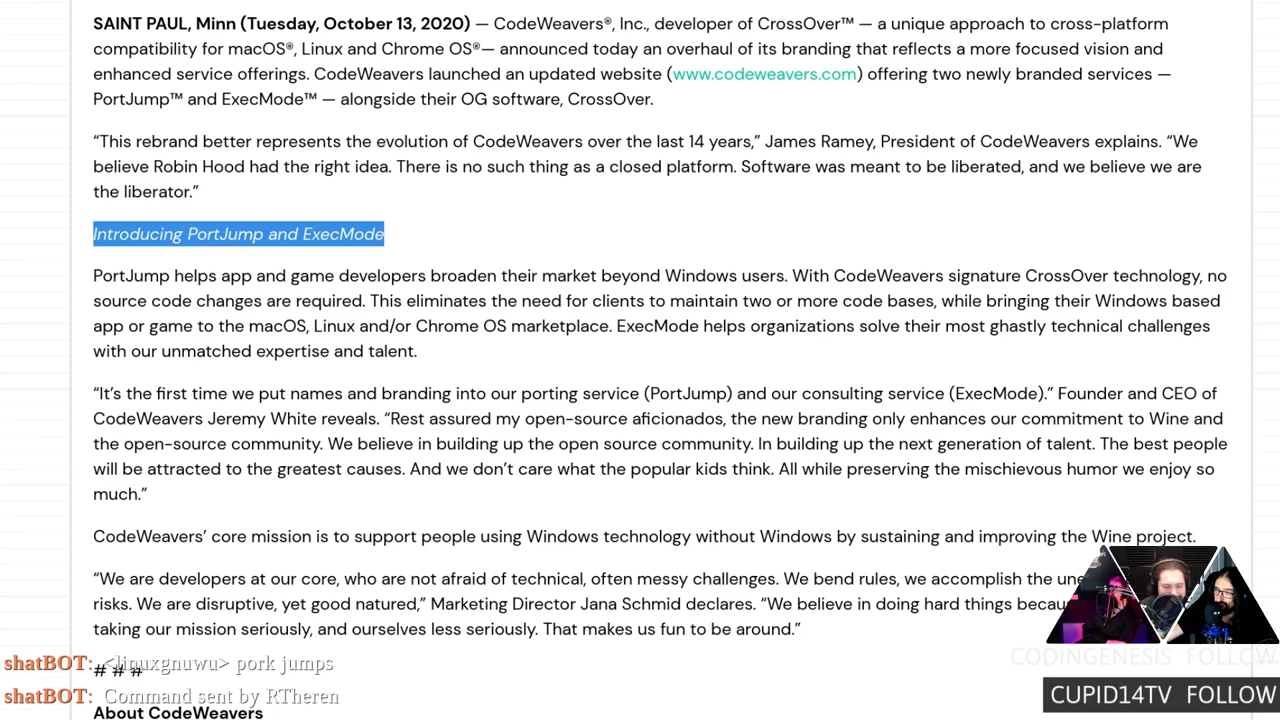 SAINT PAUL, Minn (Tuesday, October 13, 2020) — CodeWeavers®, Inc., developer of CrossOver™ — a unique approach to cross-platform
compatibility for macOS®, Linux and Chrome OS®— announced today an overhaul of its branding that reflects a more focused vision and
enhanced service offerings. CodeWeavers launched an updated website (www.codeweavers.com) offering two newly branded services —
PortJump™ and ExecMode™ — alongside their OG software, CrossOver.
“This rebrand better represents the evolution of CodeWeavers over the last 14 years,” James Ramey, President of CodeWeavers explains. “We
believe Robin Hood had the right idea. There is no such thing as a closed platform. Software was meant to be liberated, and we believe we are
the liberator.”
Introducing PortJump and ExecMode
PortJump helps app and game developers broaden their market beyond Windows users. With CodeWeavers signature CrossOver technology, no
source code changes are required. This eliminates the need for clients to maintain two or more code bases, while bringing their Windows based
app or game to the macOS, Linux and/or Chrome OS marketplace. ExecMode helps organizations solve their most ghastly technical challenges
with our unmatched expertise and talent.
“It’s the first time we put names and branding into our porting service (PortJump) and our consulting service (ExecMode).” Founder and CEO of
CodeWeavers Jeremy White reveals. “Rest assured my open-source aficionados, the new branding only enhances our commitment to Wine and
the open-source community. We believe in building up the open source community. In building up the next generation of talent. The best people
will be attracted to the greatest causes. And we don’t care what the popular kids think. All while preserving the mischievous humor we enjoy so
much.”
CodeWeavers’ core mission is to support people using Windows technology without Windows by sustaining and improving the Wine project.
“We are developers at our core, who are not afraid of technical, often messy challenges. We bend rules, we accomplish the
risks. We are disruptive, yet good natured,” Marketing Director Jana Schmid declares. “We believe in doing hard things
taking our mission seriously, and ourselves less seriously. That makes us fun to be around.”
# # #
shatBOT: <linuxgnuwu> pork jumps
shatBOT: Command sent by RTheren
CODINGENESIS FOLLOW
CUPID14TV FOLLOW
About CodeWeavers